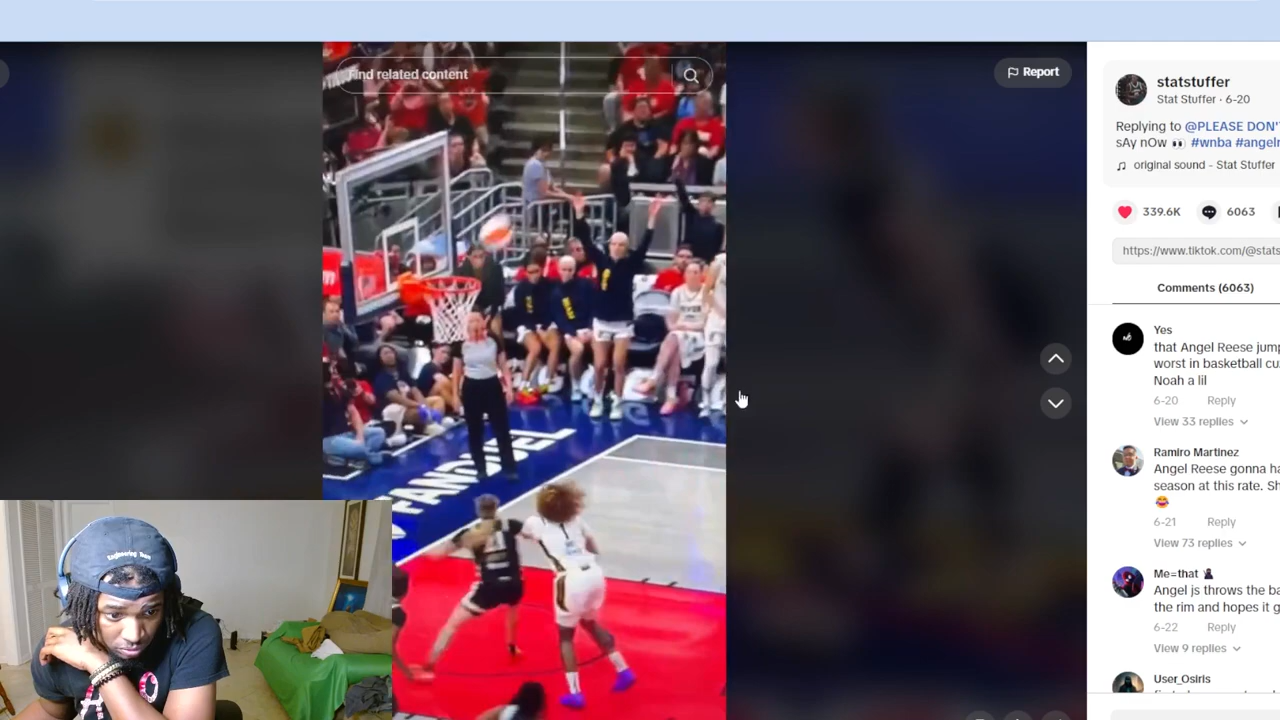 Find related content
Report
statstuffer
Stat Stuffer · 6-20
Replying to @PLEASE DON'
sAy nOw 👀 #wnba #angelr
♫ original sound - Stat Stuffer
339.6K
6063
https://www.tiktok.com/@stats
Comments (6063)
Yes
that Angel Reese jump
worst in basketball cu
Noah a lil
6-20 Reply
View 33 replies
Ramiro Martinez
Angel Reese gonna ha
season at this rate. Sh
😂
6-21 Reply
View 73 replies
Me=that
Angel js throws the ba
the rim and hopes it g
6-22 Reply
View 9 replies
User_Osiris
FANDUEL
Engineering Team